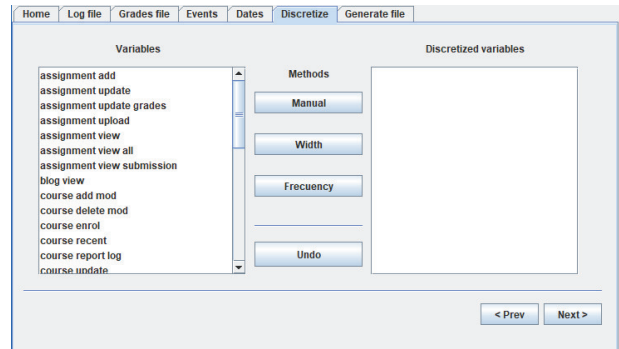 Home Log file Grades file Events Dates Discretize Generate file
Variables
Methods
Discretized variables
assignment add
assignment update
assignment update grades
assignment upload
assignment view
assignment view all
assignment view submission
blog view
course add mod
course delete mod
course enrol
course recent
course report log
course update
Manual
Width
Frecuency
Undo
< Prev Next >